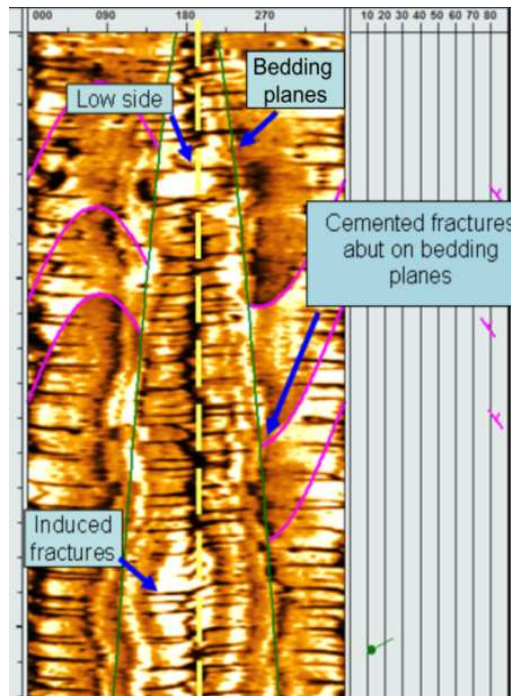 000 090 180 270 10 20 30 40 50 60 70 80
Low side
Bedding
planes
Cemented fractures
abut on bedding
planes
Induced
fractures